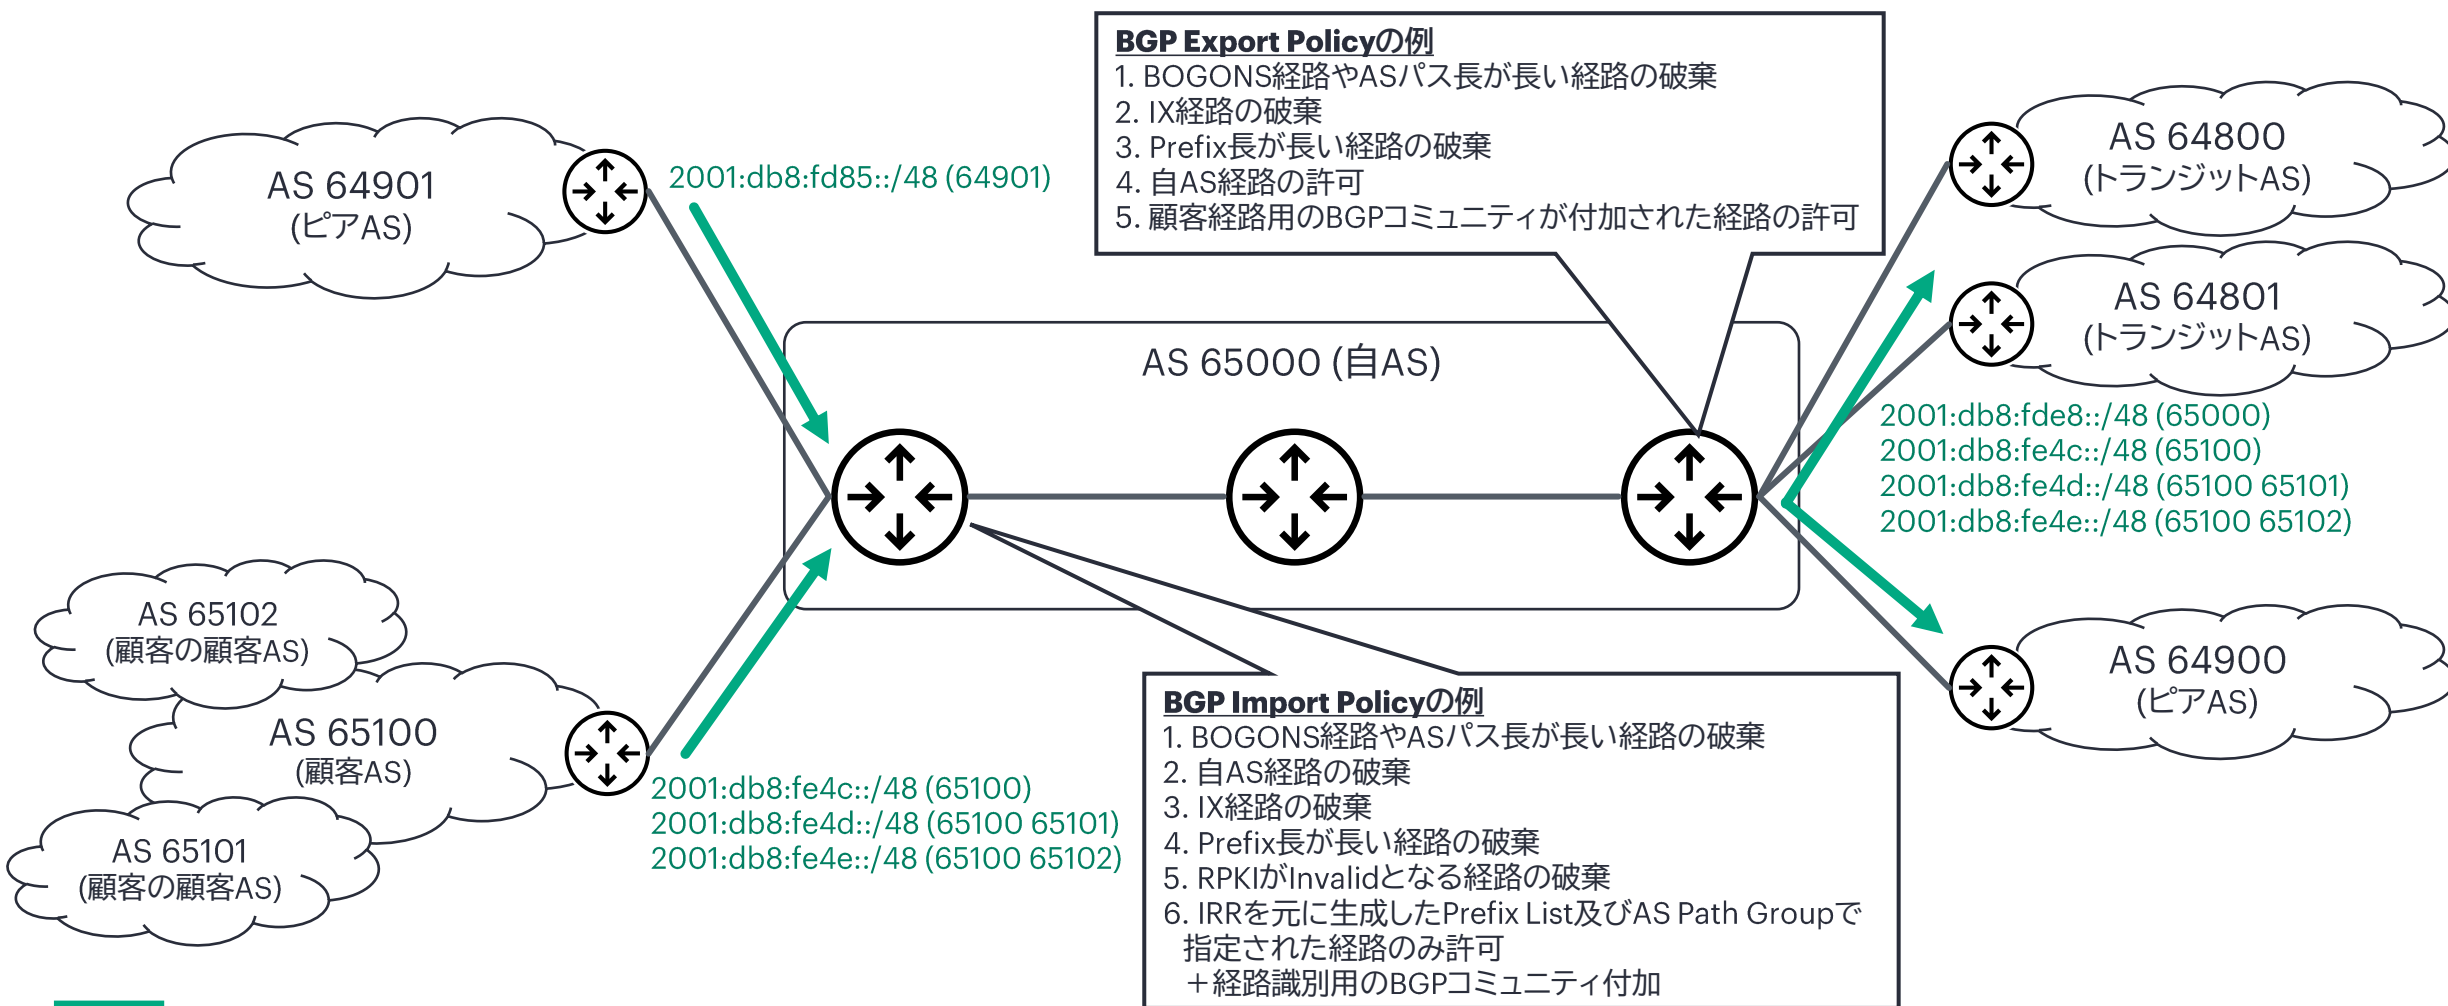 BGP Export Policyの例
1. BOGONS経路やASパス長が長い経路の破棄
2. IX経路の破棄
3. Prefix長が長い経路の破棄
4. 自AS経路の許可
5. 顧客経路用のBGPコミュニティが付加された経路の許可
AS 64901
(ピアAS)
2001:db8:fd85::/48 (64901)
AS 64800
(トランジットAS)
AS 64801
(トランジットAS)
AS 65000 (自AS)
2001:db8:fde8::/48 (65000)
2001:db8:fe4c::/48 (65100)
2001:db8:fe4d::/48 (65100 65101)
2001:db8:fe4e::/48 (65100 65102)
AS 65102
(顧客の顧客AS)
AS 65100
(顧客AS)
AS 65101
(顧客の顧客AS)
2001:db8:fe4c::/48 (65100)
2001:db8:fe4d::/48 (65100 65101)
2001:db8:fe4e::/48 (65100 65102)
AS 64900
(ピアAS)
BGP Import Policyの例
1. BOGONS経路やASパス長が長い経路の破棄
2. 自AS経路の破棄
3. IX経路の破棄
4. Prefix長が長い経路の破棄
5. RPKIがInvalidとなる経路の破棄
6. IRRを元に生成したPrefix List及びAS Path Groupで
指定された経路のみ許可
＋経路識別用のBGPコミュニティ付加